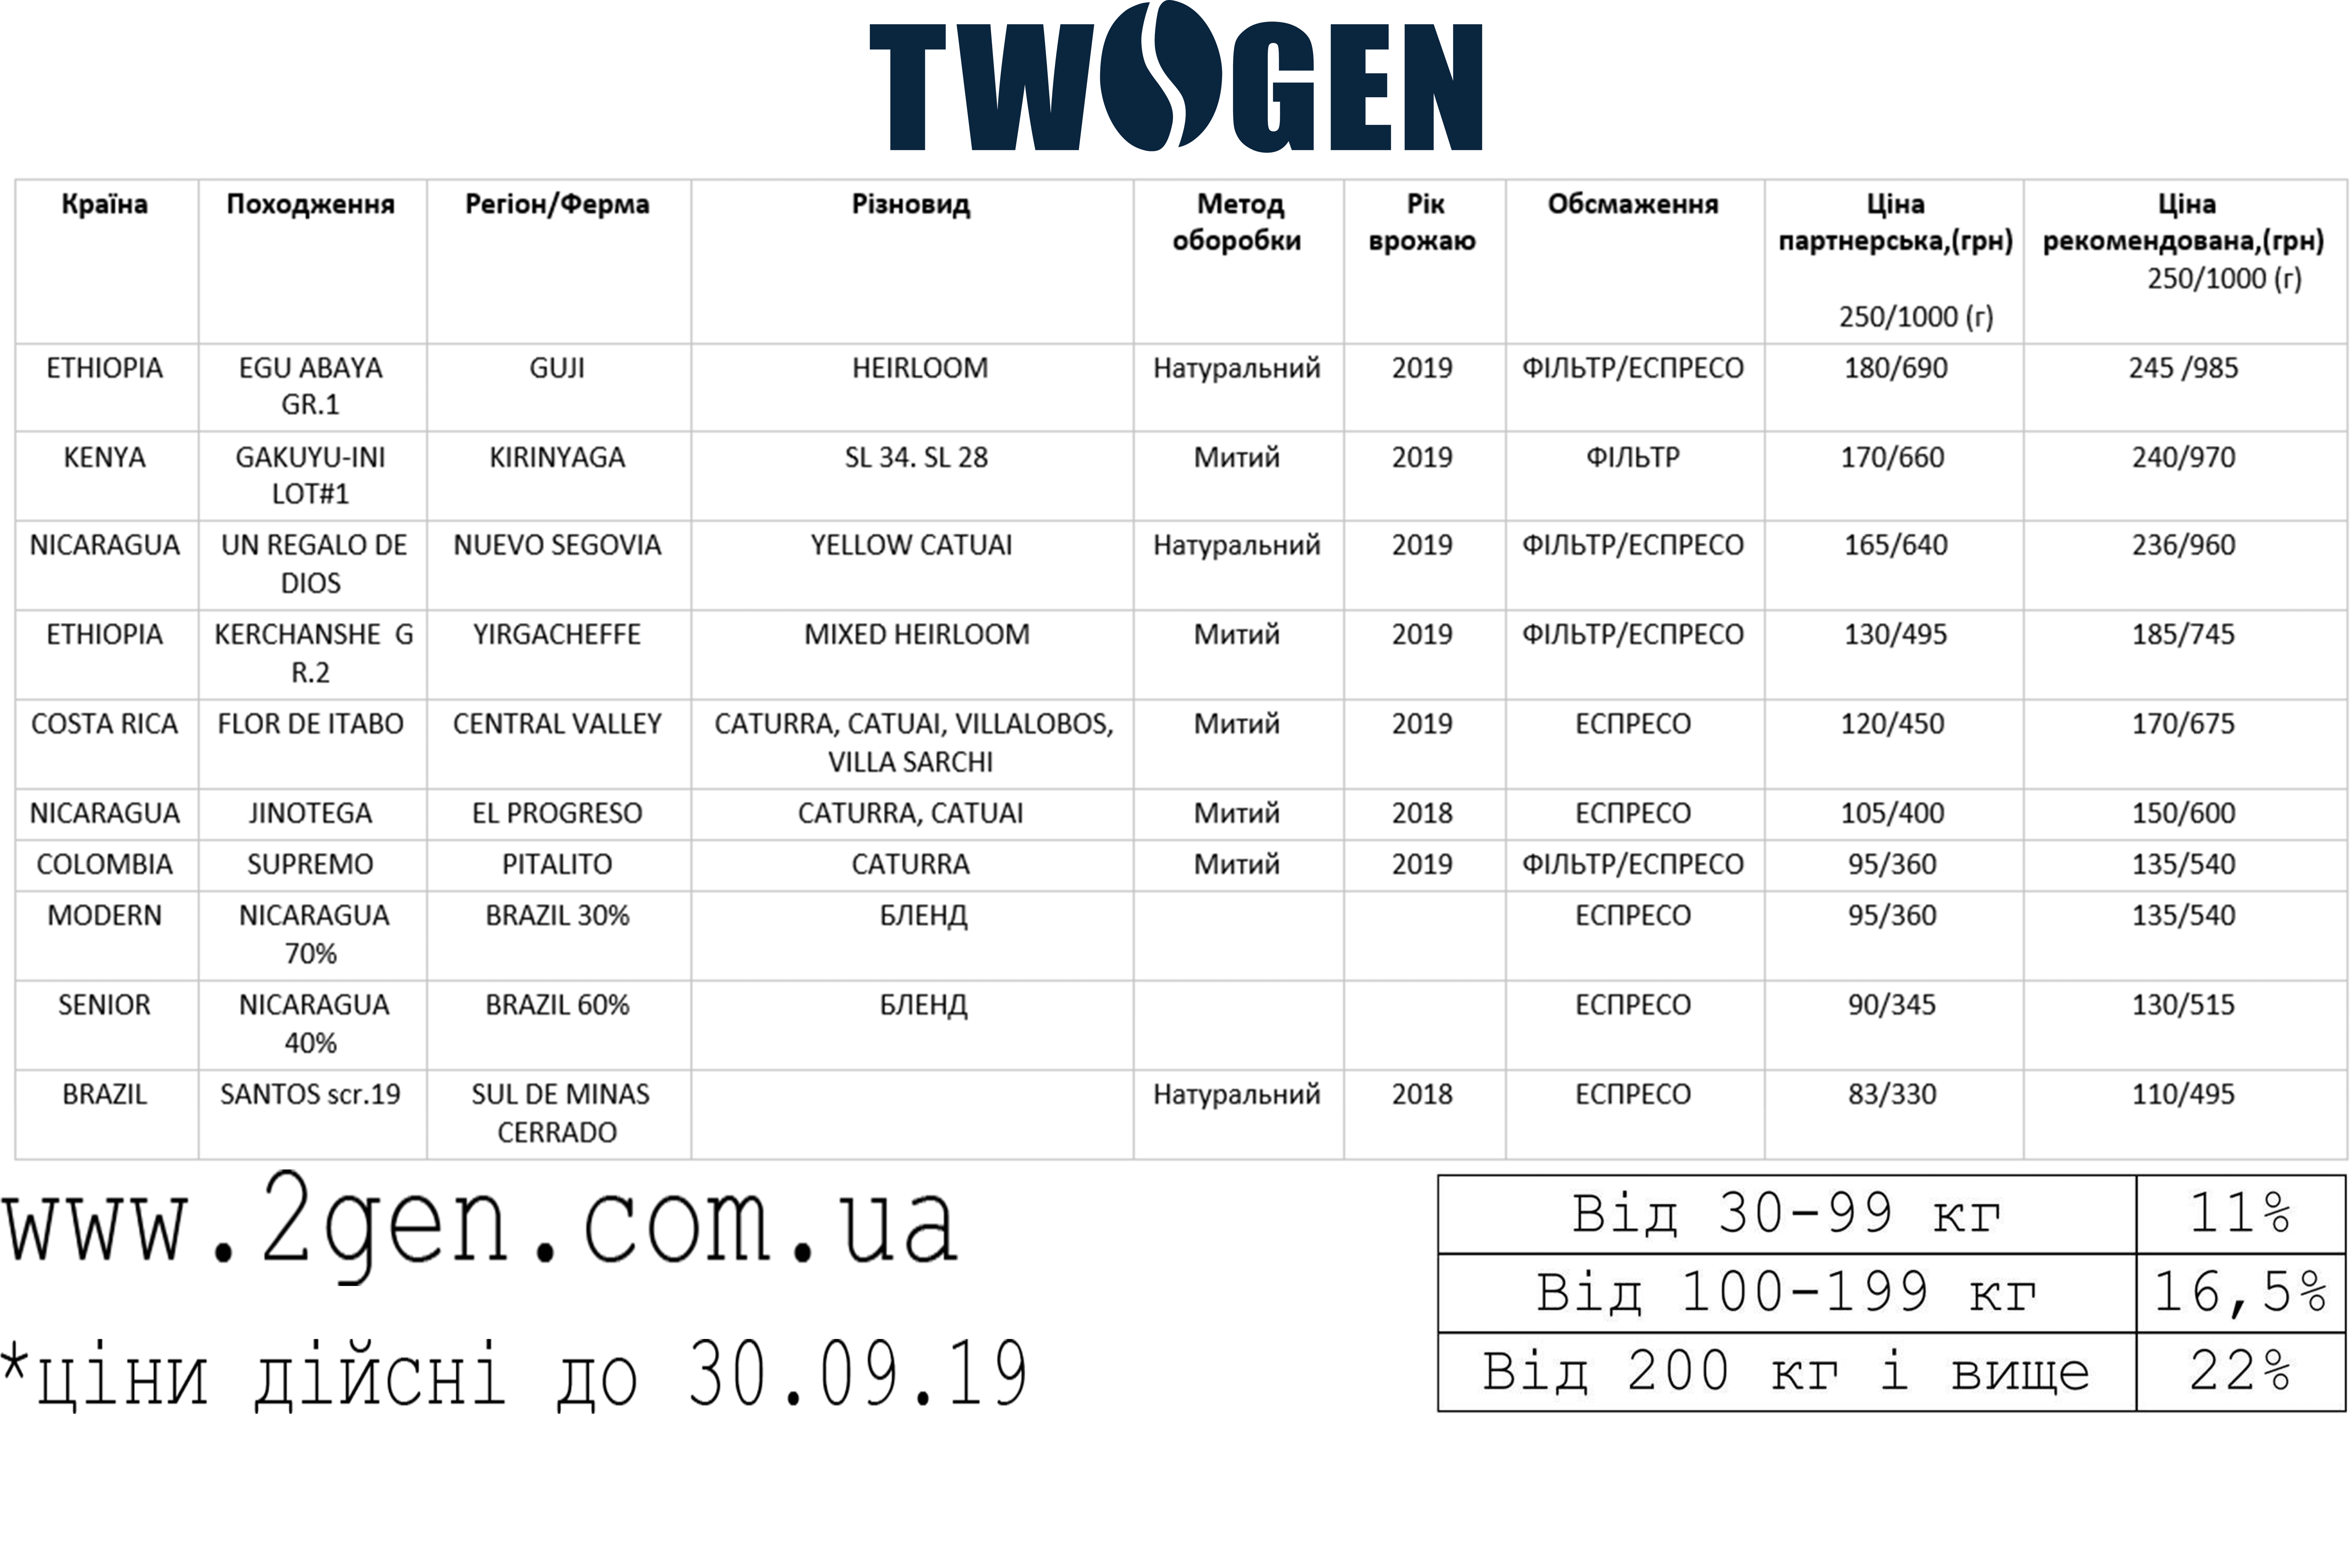 TWOGEN
Країна Походження Регіон/Ферма Різновид Метод оборобки Рік врожаю Обсмаження Ціна партнерська,(грн) 250/1000 (г) Ціна рекомендована,(грн) 250/1000 (г)
ETHIOPIA EGU ABAYA GR.1 GUJI HEIRLOOM Натуральний 2019 ФІЛЬТР/ЕСПРЕСО 180/690 245 /985
KENYA GAKUYU-INI LOT#1 KIRINYAGA SL 34. SL 28 Митий 2019 ФІЛЬТР 170/660 240/970
NICARAGUA UN REGALO DE DIOS NUEVO SEGOVIA YELLOW CATUAI Натуральний 2019 ФІЛЬТР/ЕСПРЕСО 165/640 236/960
ETHIOPIA KERCHANSHE G R.2 YIRGACHEFFE MIXED HEIRLOOM Митий 2019 ФІЛЬТР/ЕСПРЕСО 130/495 185/745
COSTA RICA FLOR DE ITABO CENTRAL VALLEY CATURRA, CATUAI, VILLALOBOS, VILLA SARCHI Митий 2019 ЕСПРЕСО 120/450 170/675
NICARAGUA JINOTEGA EL PROGRESO CATURRA, CATUAI Митий 2018 ЕСПРЕСО 105/400 150/600
COLOMBIA SUPREMO PITALITO CATURRA Митий 2019 ФІЛЬТР/ЕСПРЕСО 95/360 135/540
MODERN NICARAGUA 70% BRAZIL 30% БЛЕНД ЕСПРЕСО 95/360 135/540
SENIOR NICARAGUA 40% BRAZIL 60% БЛЕНД ЕСПРЕСО 90/345 130/515
BRAZIL SANTOS scr.19 SUL DE MINAS CERRADO Натуральний 2018 ЕСПРЕСО 83/330 110/495
www.2gen.com.ua
*ціни дійсні до 30.09.19
Від 30-99 кг 11%
Від 100-199 кг 16,5%
Від 200 кг і вище 22%